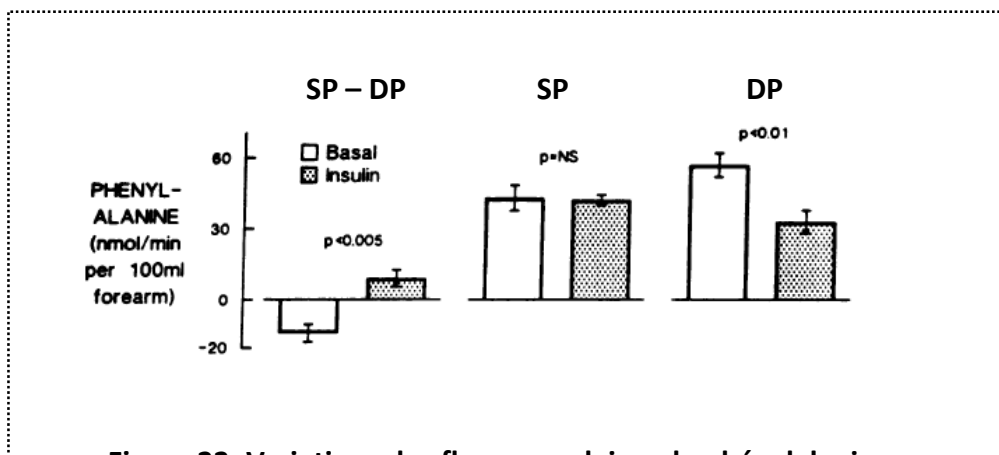 SP – DP SP DP
p<0.01
60 Basal p=NS
Insulin
PHENYL-
ALANINE
(nmol/min
per 100ml
forearm)
30
p<0.005
0
-20